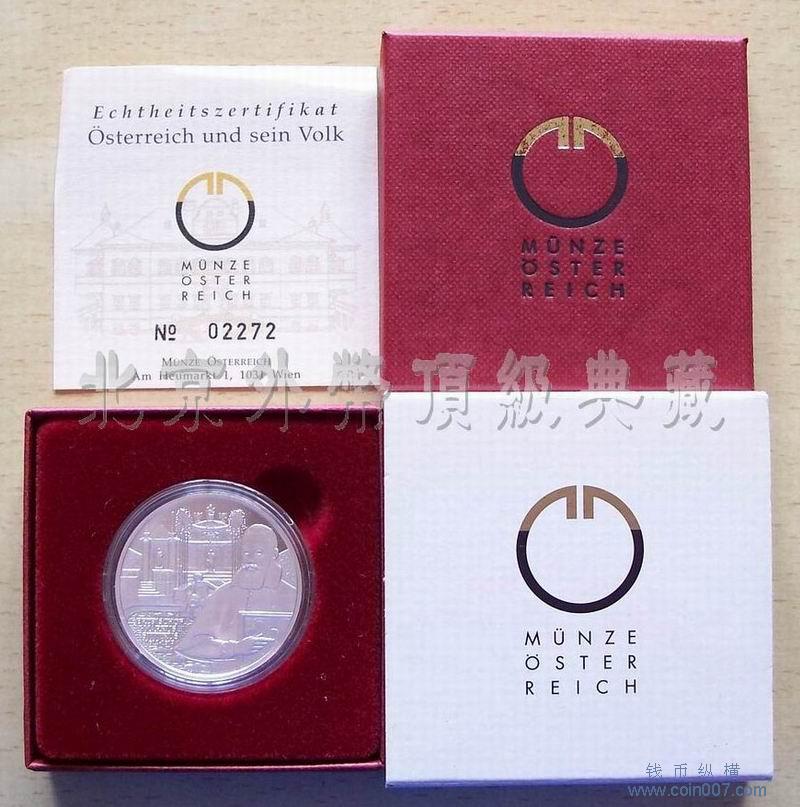 Echtheitszertifikat
Österreich und sein Volk
MÜNZE
ÖSTER
REICH
№ 02272
MÜNZE ÖSTERREICH
Am Heumarkt 1, 1031 Wien
MÜNZE
ÖSTER
REICH
北京外幣頂級典藏
MÜNZE
ÖSTER
REICH
钱币纵横
www.coin007.com